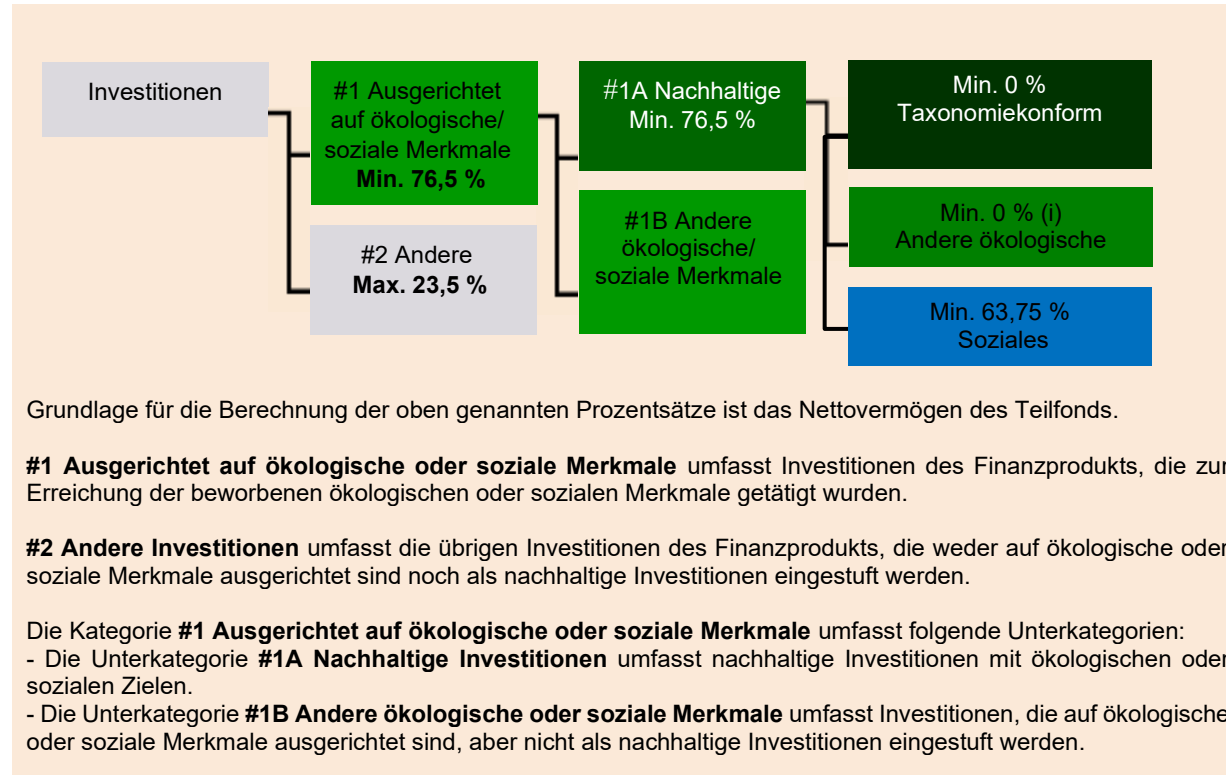 Investitionen
#1 Ausgerichtet
auf ökologische/
soziale Merkmale
Min. 76,5 %
#2 Andere
Max. 23,5 %
#1A Nachhaltige
Min. 76,5 %
#1B Andere
ökologische/
soziale Merkmale
Min. 0 %
Taxonomiekonform
Min. 0 % (i)
Andere ökologische
Min. 63,75 %
Soziales
Grundlage für die Berechnung der oben genannten Prozentsätze ist das Nettovermögen des Teilfonds.
#1 Ausgerichtet auf ökologische oder soziale Merkmale umfasst Investitionen des Finanzprodukts, die zur
Erreichung der beworbenen ökologischen oder sozialen Merkmale getätigt wurden.
#2 Andere Investitionen umfasst die übrigen Investitionen des Finanzprodukts, die weder auf ökologische oder
soziale Merkmale ausgerichtet sind noch als nachhaltige Investitionen eingestuft werden.
Die Kategorie #1 Ausgerichtet auf ökologische oder soziale Merkmale umfasst folgende Unterkategorien:
- Die Unterkategorie #1A Nachhaltige Investitionen umfasst nachhaltige Investitionen mit ökologischen oder
sozialen Zielen.
- Die Unterkategorie #1B Andere ökologische oder soziale Merkmale umfasst Investitionen, die auf ökologische
oder soziale Merkmale ausgerichtet sind, aber nicht als nachhaltige Investitionen eingestuft werden.